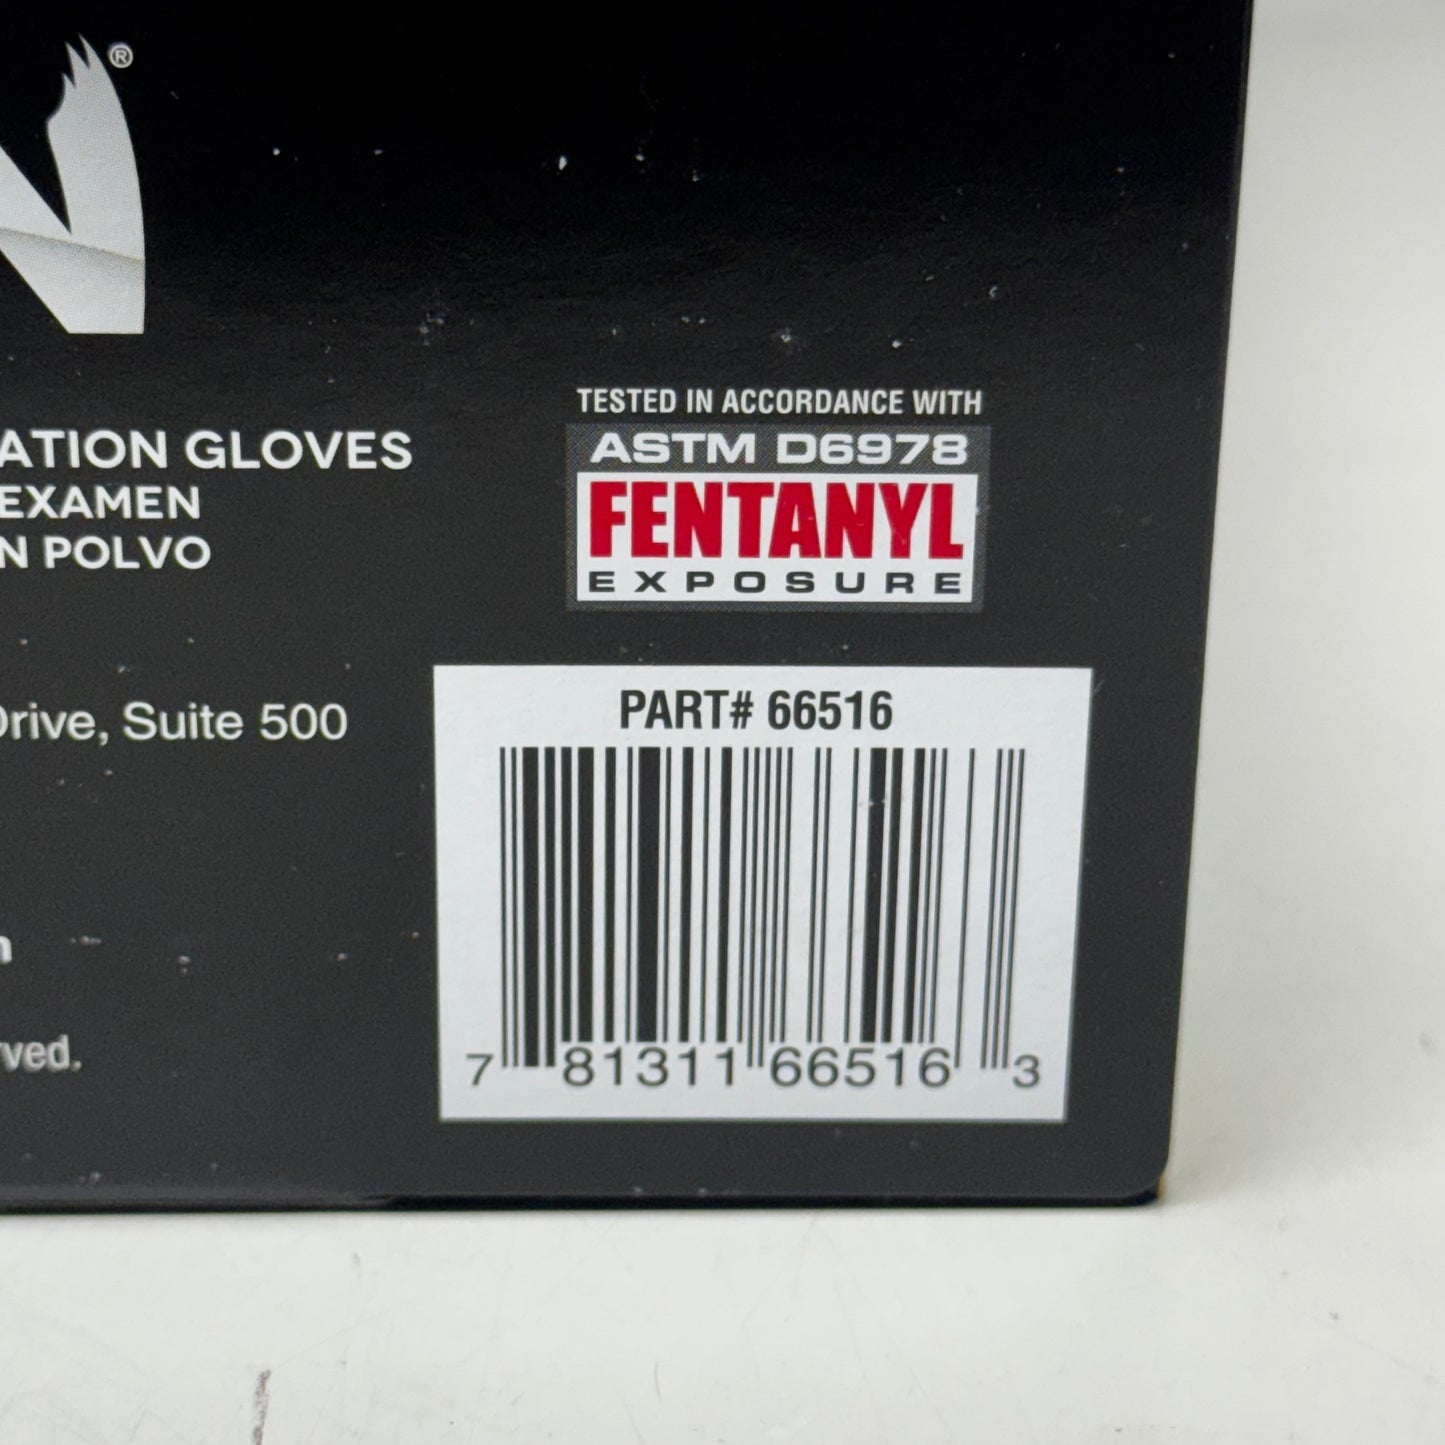 N®
TESTED IN ACCORDANCE WITH
ASTM D6978
FENTANYL
EXPOSURE
ATION GLOVES
EXAMEN
N POLVO
Drive, Suite 500
PART# 66516
7 81311 66516 3
rved.